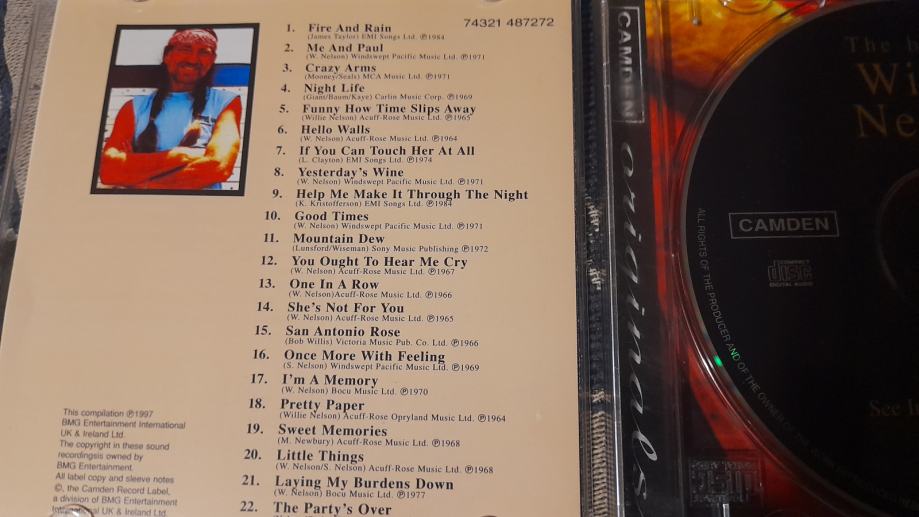 74321 487272
1. Fire And Rain
(James Taylor) EMI Songs Ltd. ℗1984
2. Me And Paul
(W. Nelson) Windswept Pacific Music Ltd. ℗1971
3. Crazy Arms
(Mooney/Seals) MCA Music Ltd. ℗1971
4. Night Life
(Giant/Baum/Kaye) Carlin Music Corp. ℗1969
5. Funny How Time Slips Away
(Willie Nelson) Acuff-Rose Music Ltd. ℗1965
6. Hello Walls
(W. Nelson) Acuff-Rose Music Ltd. ℗1964
7. If You Can Touch Her At All
(L. Clayton) EMI Songs Ltd. ℗1974
8. Yesterday's Wine
(W. Nelson) Windswept Pacific Music Ltd. ℗1971
9. Help Me Make It Through The Night
(K. Kristofferson) EMI Songs Ltd. ℗1984
10. Good Times
(W. Nelson) Windswept Pacific Music Ltd. ℗1971
11. Mountain Dew
(Lunsford/Wiseman) Sony Music Publishing ℗1972
12. You Ought To Hear Me Cry
(W. Nelson) Acuff-Rose Music Ltd. ℗1967
13. One In A Row
(W. Nelson)Acuff-Rose Music Ltd. ℗1966
14. She's Not For You
(W. Nelson) Acuff-Rose Music Ltd. ℗1965
15. San Antonio Rose
(Bob Willis) Victoria Music Pub. Co. Ltd. ℗1966
16. Once More With Feeling
(S. Nelson) Windswept Pacific Music Ltd. ℗1969
17. I'm A Memory
(W. Nelson) Bocu Music Ltd. ℗1970
18. Pretty Paper
(Willie Nelson) Acuff-Rose Opryland Music Ltd. ℗1964
19. Sweet Memories
(M. Newbury) Acuff-Rose Music Ltd. ℗1968
20. Little Things
(W. Nelson/S. Nelson) Acuff-Rose Music Ltd. ℗1968
21. Laying My Burdens Down
(W. Nelson) Bocu Music Ltd. ℗1977
22. The Party's Over
This compilation ℗1997
BMG Entertainment International
UK & Ireland Ltd.
The copyright in these sound
recordingsis owned by
BMG Entertainment.
All label copy and sleeve notes
©, the Camden Record Label,
a division of BMG Entertainment
International UK & Ireland Ltd
CAMDEN
originals
The
Wi
Ne
CAMDEN
COMPACT
disc
DIGITAL AUDIO
ALL RIGHTS OF THE PRODUCER AND OF THE OWNER OF
See